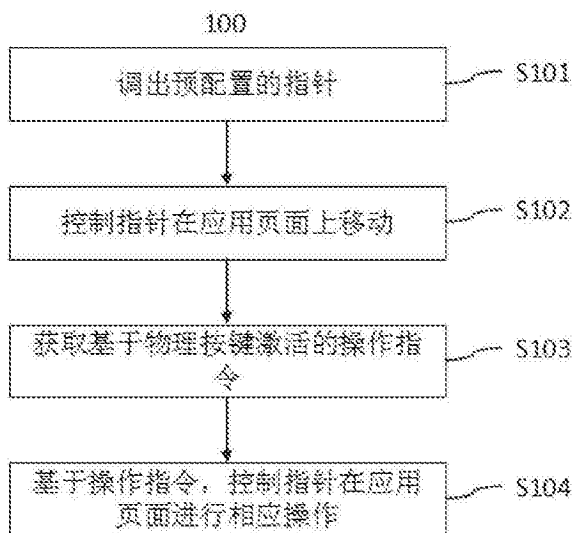 100
调出预配置的指针
S101
控制指针在应用页面上移动
S102
获取基于物理按键激活的操作指
令
S103
基于操作指令，控制指针在应用
页面进行相应操作
S104